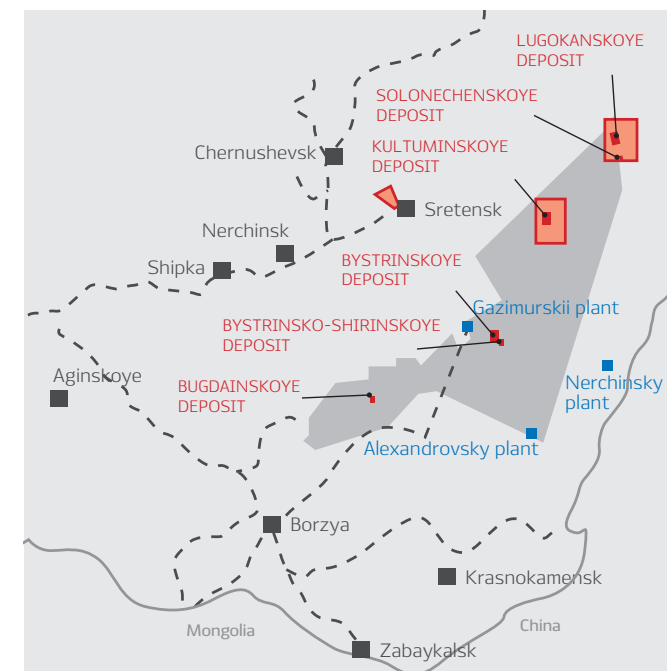 LUGOKANSKOYE
DEPOSIT
SOLONECHENSKOYE
DEPOSIT
KULTUMINSKOYE
DEPOSIT
Chernushevsk
Sretensk
Nerchinsk
Shipka
BYSTRINSKOYE
DEPOSIT
Gazimurskii plant
BYSTRINSKO-SHIRINSKOYE
DEPOSIT
Aginskoye
BUGDAINSKOYE
DEPOSIT
Nerchinsky
plant
Alexandrovsky plant
Borzya
Krasnokamensk
Mongolia
China
Zabaykalsk